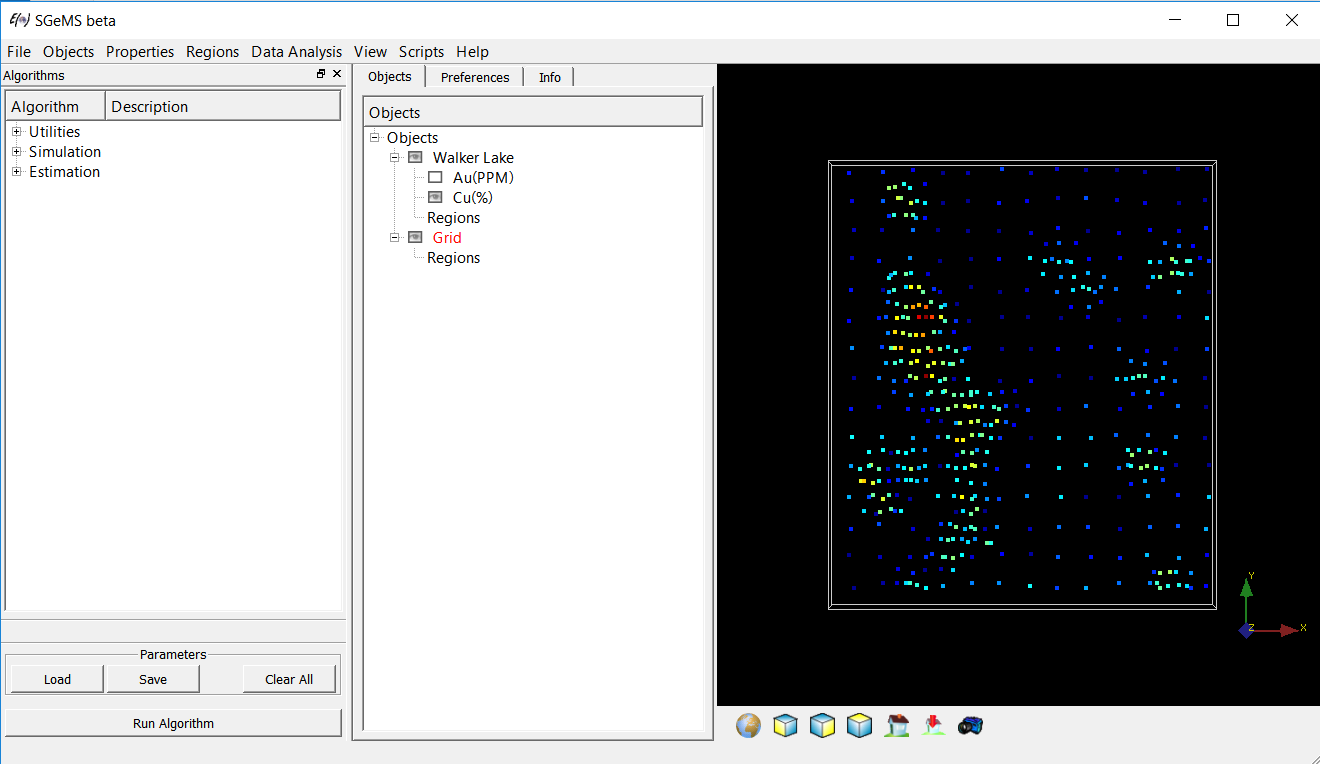 SGeMS beta
File Objects Properties Regions Data Analysis View Scripts Help
Algorithms
Algorithm Description
Utilities
Simulation
Estimation
Parameters
Load Save Clear All
Run Algorithm
Objects Preferences Info
Objects
Objects
Walker Lake
Au(PPM)
Cu(%)
Regions
Grid
Regions
Y
Z X